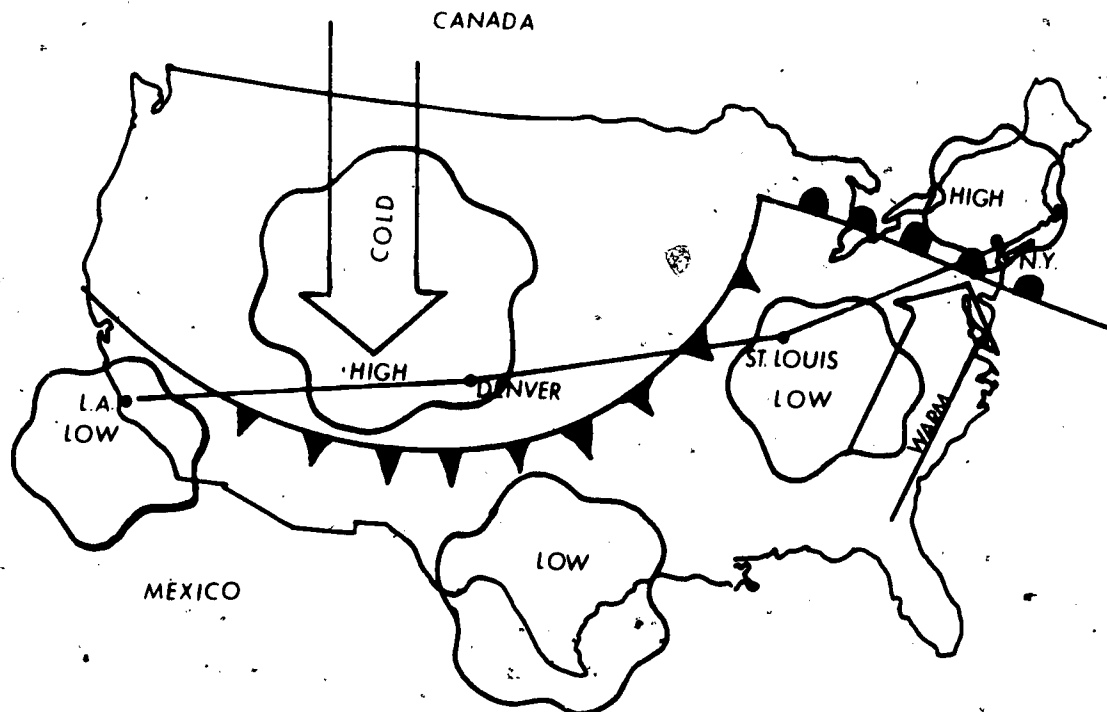 CANADA
COLD
HIGH
HIGH
N.Y.
DENVER
ST. LOUIS
LOW
L.A.
LOW
WARM
LOW
MEXICO